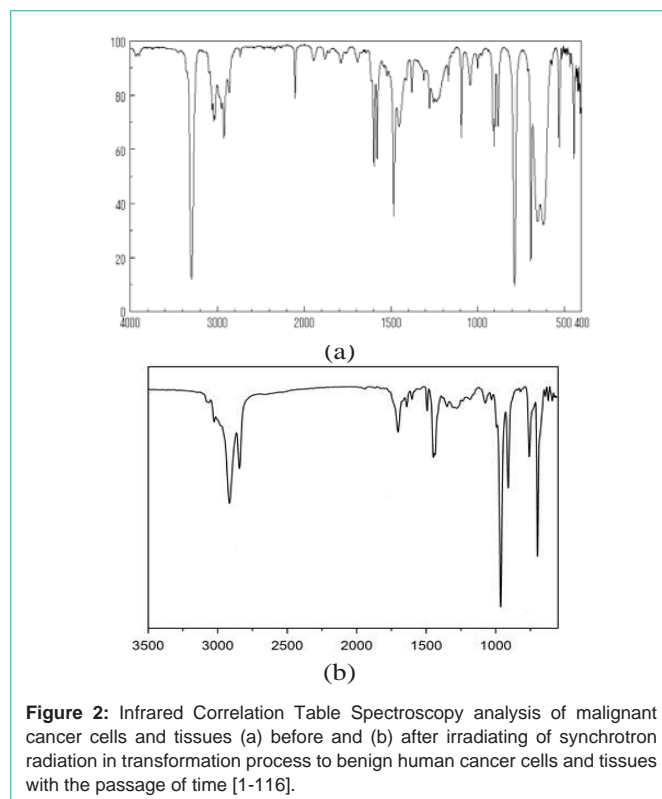 100
80
60
40
20
0
4000 3000 2000 1500 1000 500 400
(a)
3500 3000 2500 2000 1500 1000
(b)
Figure 2: Infrared Correlation Table Spectroscopy analysis of malignant
cancer cells and tissues (a) before and (b) after irradiating of synchrotron
radiation in transformation process to benign human cancer cells and tissues
with the passage of time [1-116].